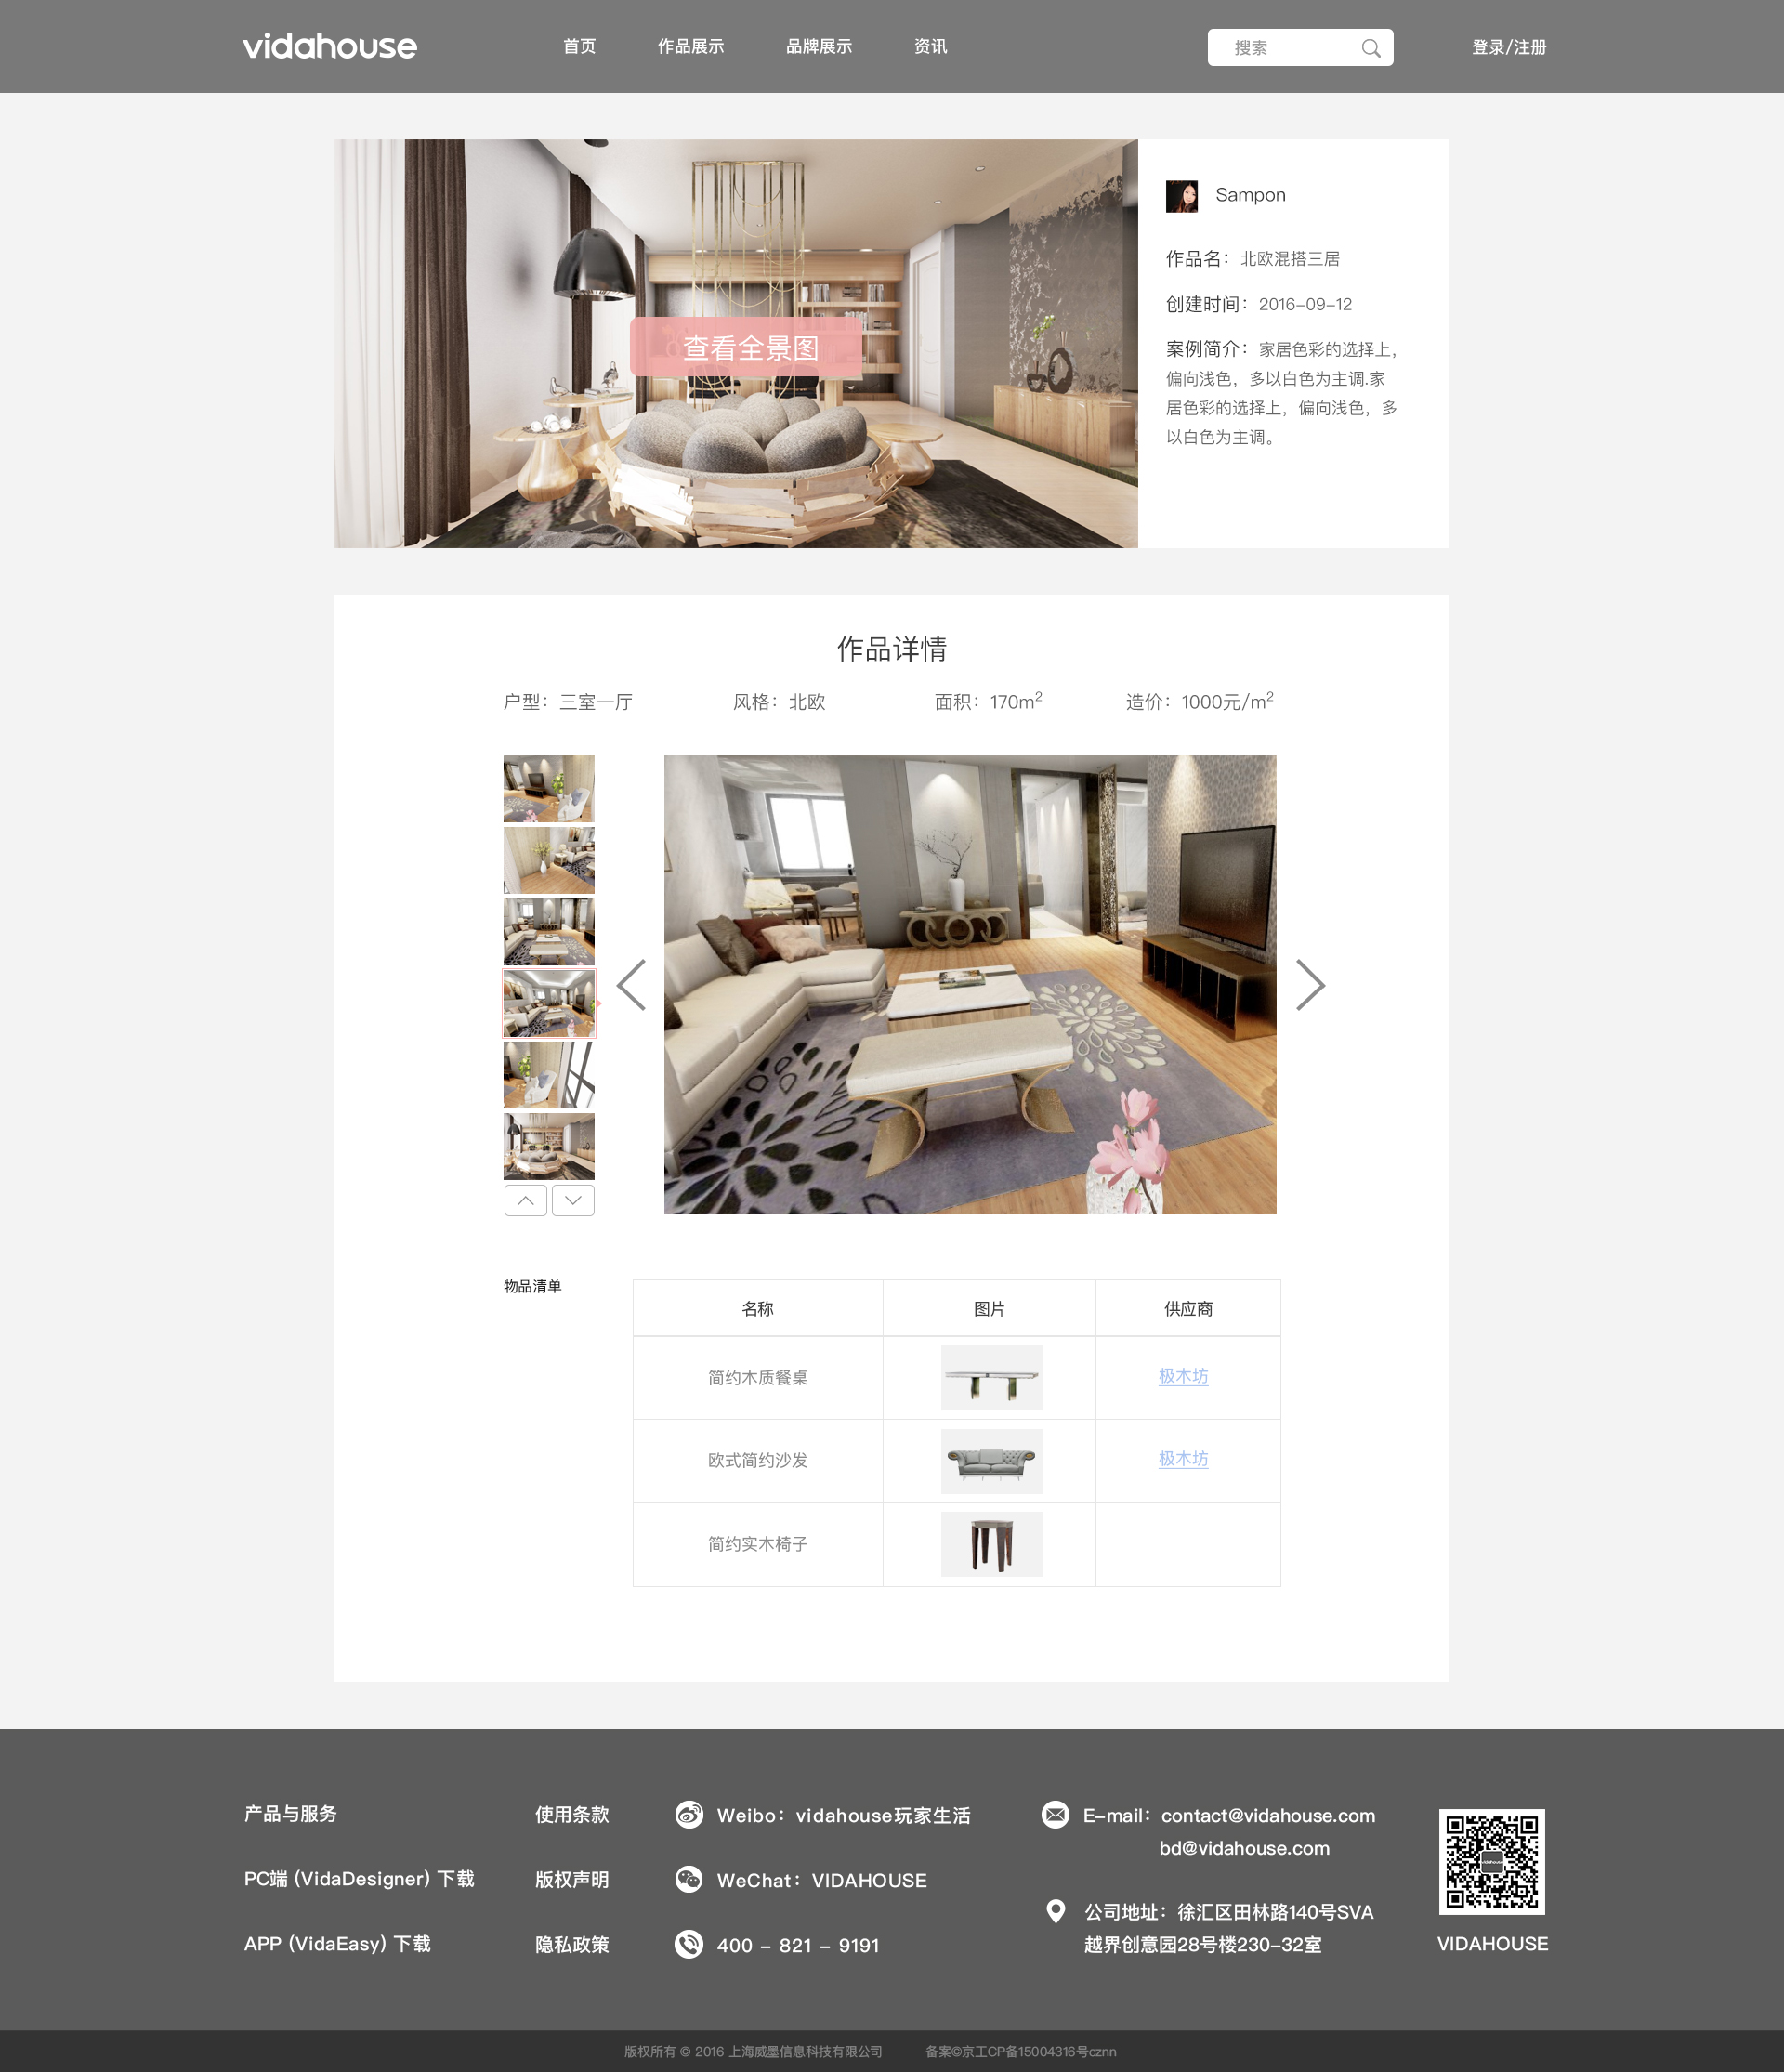 vidahouse
首页 作品展示 品牌展示 资讯
搜索
登录/注册
Sampon
作品名：北欧混搭三居
创建时间：2016-09-12
案例简介：家居色彩的选择上，
偏向浅色，多以白色为主调.家
居色彩的选择上，偏向浅色，多
以白色为主调。
查看全景图
作品详情
户型：三室一厅 风格：北欧 面积：170m² 造价：1000元/m²
物品清单
名称 图片 供应商
简约木质餐桌 极木坊
欧式简约沙发 极木坊
简约实木椅子
产品与服务
PC端 (VidaDesigner) 下载
APP (VidaEasy) 下载
使用条款
版权声明
隐私政策
Weibo：vidahouse玩家生活
WeChat：VIDAHOUSE
400 - 821 - 9191
E-mail：contact@vidahouse.com
bd@vidahouse.com
公司地址：徐汇区田林路140号SVA
越界创意园28号楼230-32室
vidahouse
VIDAHOUSE
版权所有 © 2016 上海威墨信息科技有限公司 备案©京工CP备15004316号cznn